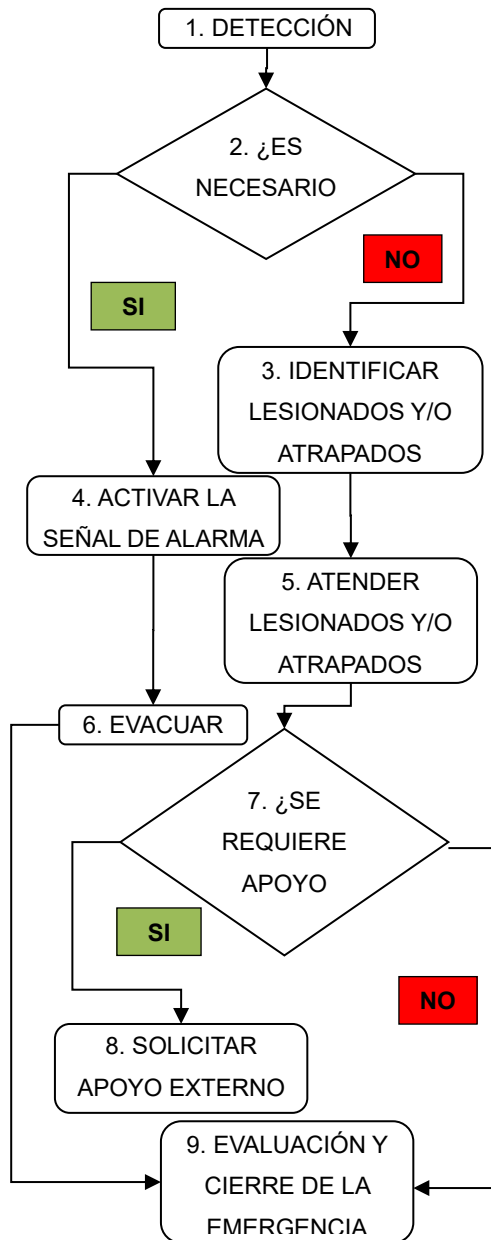 1. DETECCIÓN
2. ¿ES
NECESARIO
NO
SI
3. IDENTIFICAR
LESIONADOS Y/O
ATRAPADOS
4. ACTIVAR LA
SEÑAL DE ALARMA
5. ATENDER
LESIONADOS Y/O
ATRAPADOS
6. EVACUAR
7. ¿SE
REQUIERE
APOYO
SI
NO
8. SOLICITAR
APOYO EXTERNO
9. EVALUACIÓN Y
CIERRE DE LA
EMERGENCIA